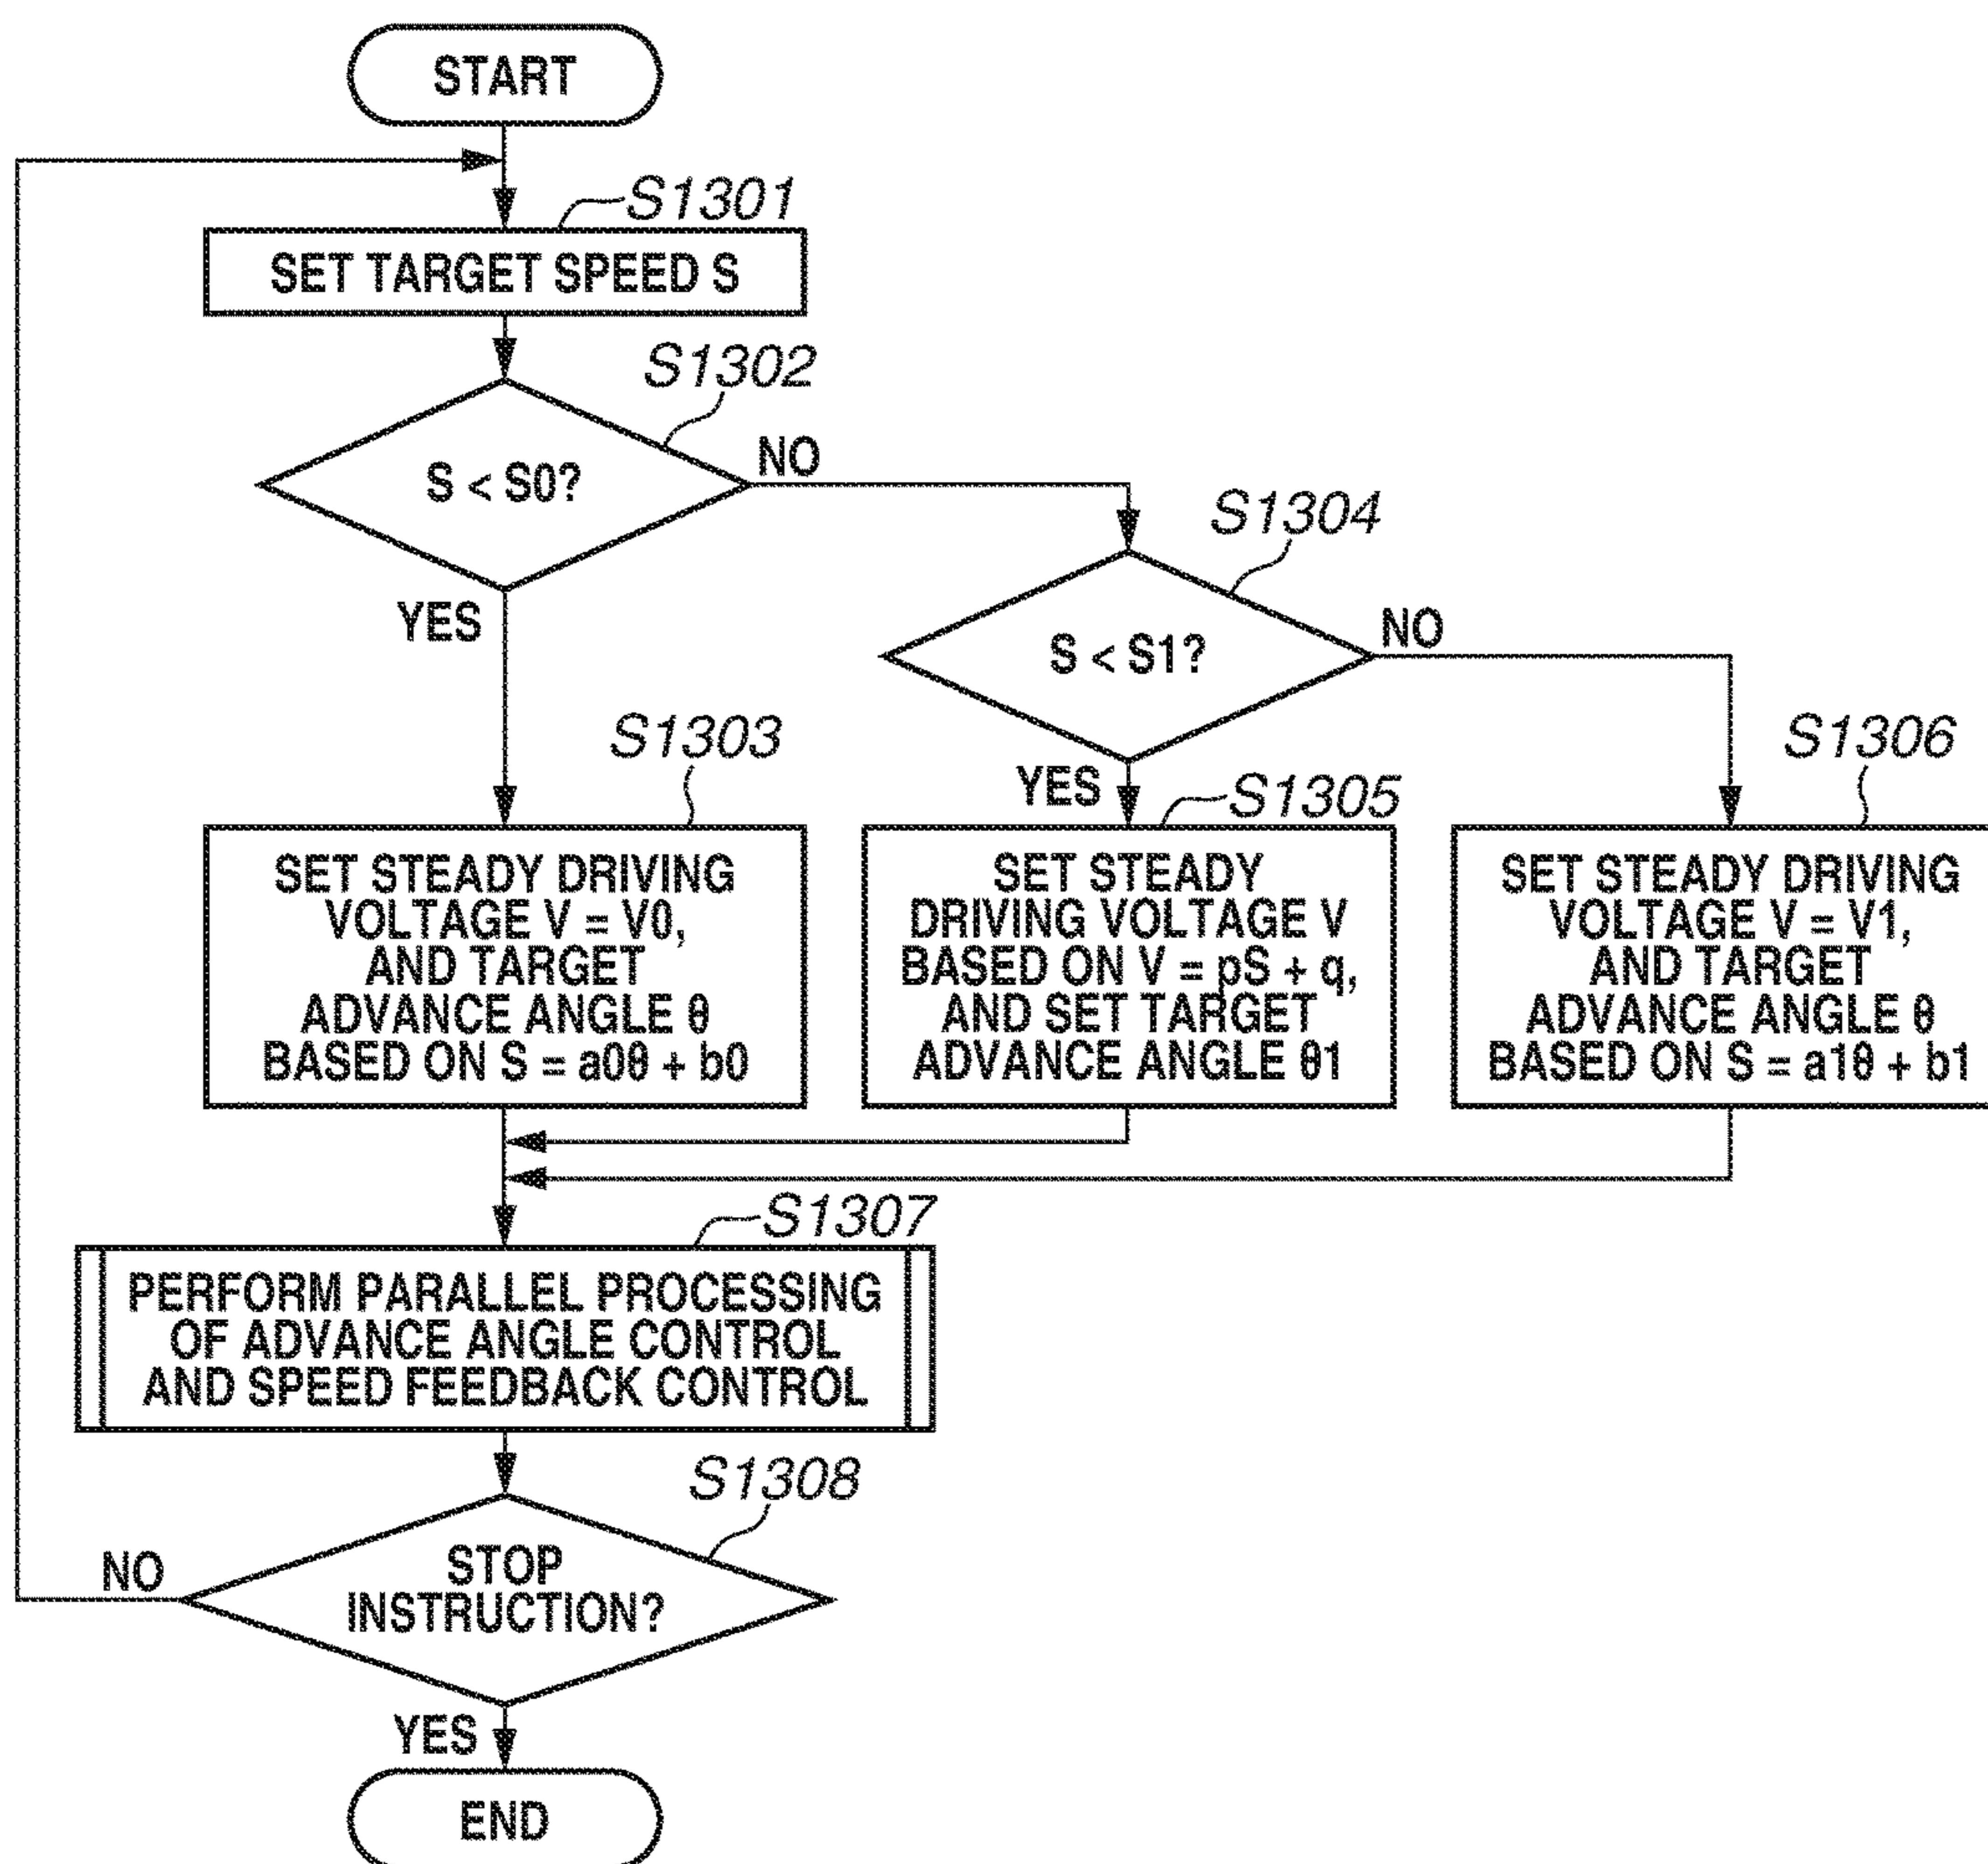 START
S1301
SET TARGET SPEED S
S1302
S < S0?
NO
YES
S1304
S < S1?
NO
YES
S1303
SET STEADY DRIVING
VOLTAGE V = V0,
AND TARGET
ADVANCE ANGLE θ
BASED ON S = a0θ + b0
S1305
SET STEADY
DRIVING VOLTAGE V
BASED ON V = pS + q,
AND SET TARGET
ADVANCE ANGLE θ1
S1306
SET STEADY DRIVING
VOLTAGE V = V1,
AND TARGET
ADVANCE ANGLE θ
BASED ON S = a1θ + b1
S1307
PERFORM PARALLEL PROCESSING
OF ADVANCE ANGLE CONTROL
AND SPEED FEEDBACK CONTROL
S1308
STOP
INSTRUCTION?
NO
YES
END